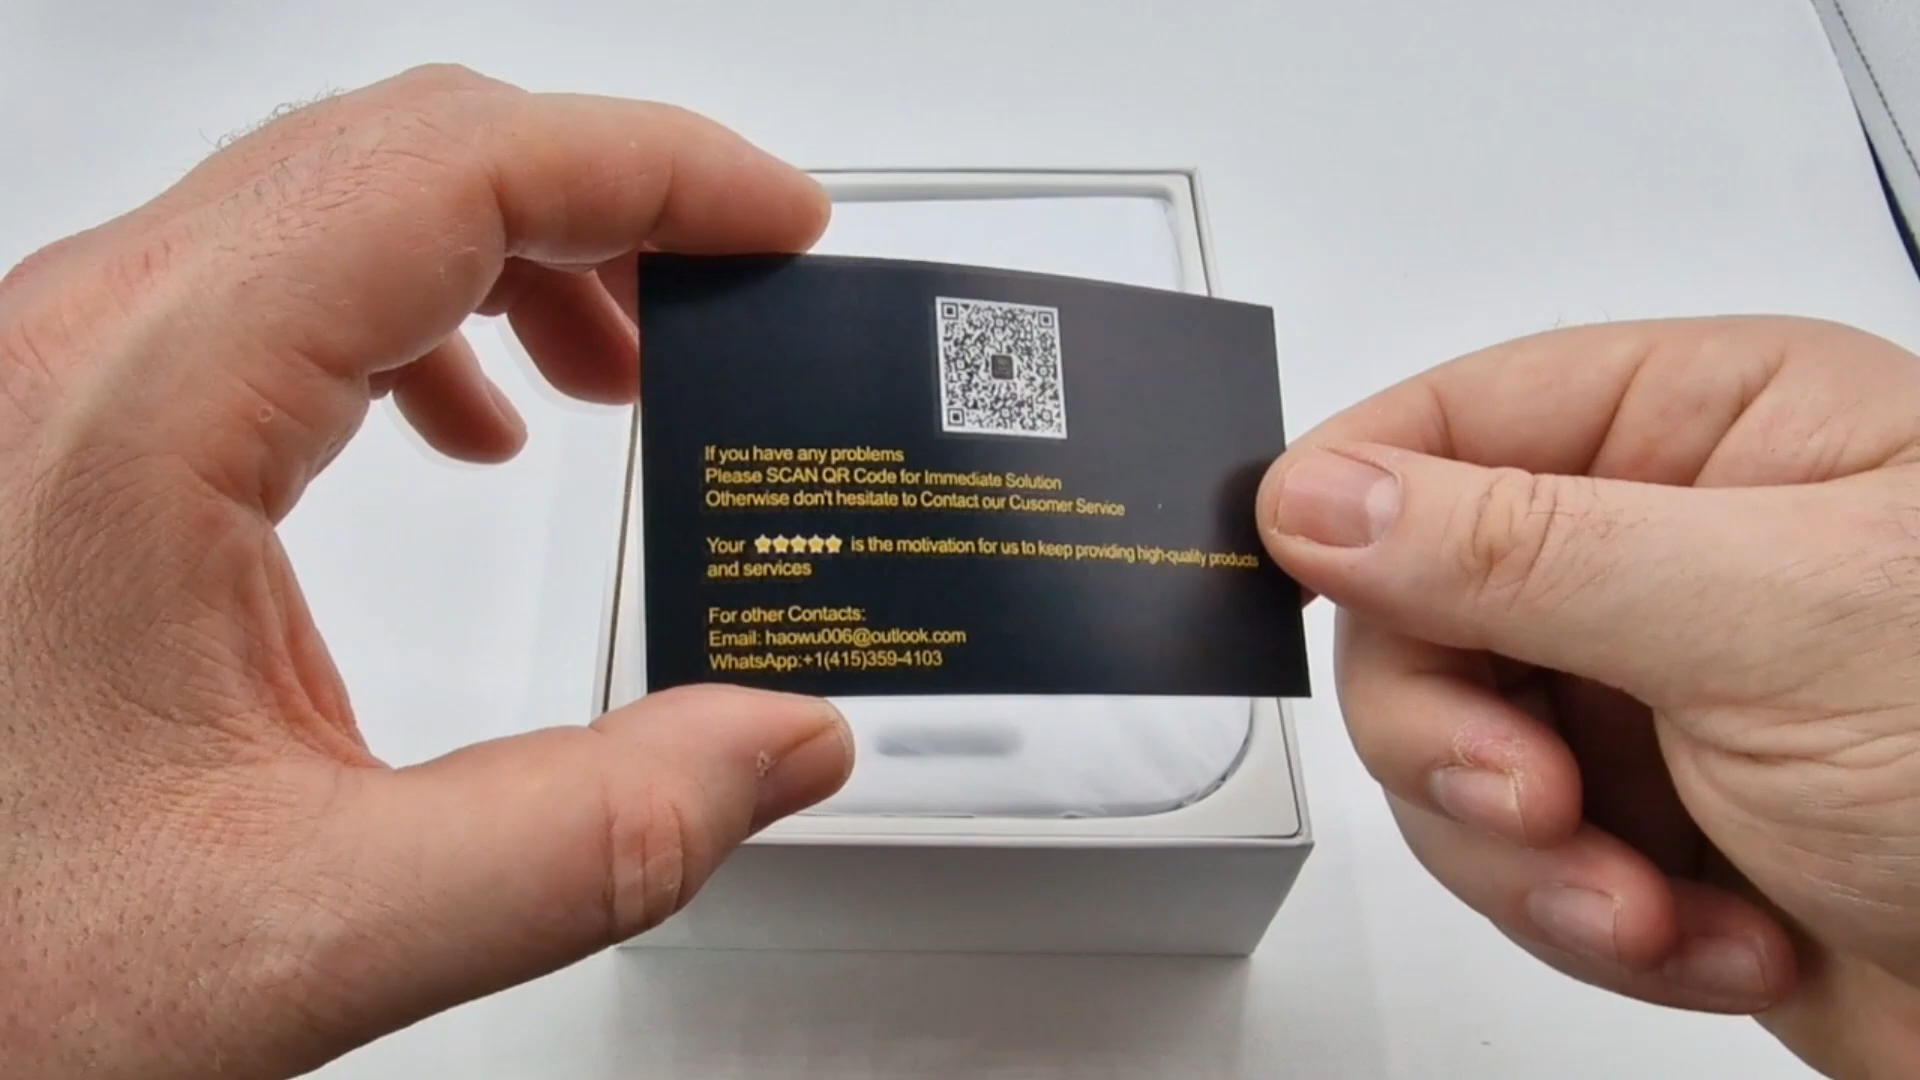 If you have any problems
Please SCAN QR Code for Immediate Solution
Otherwise don't hesitate to Contact our Cusomer Service
Your ⭐⭐⭐⭐⭐ is the motivation for us to keep providing high-quality products
and services
For other Contacts:
Email: haowu006@outlook.com
WhatsApp:+1(415)359-4103